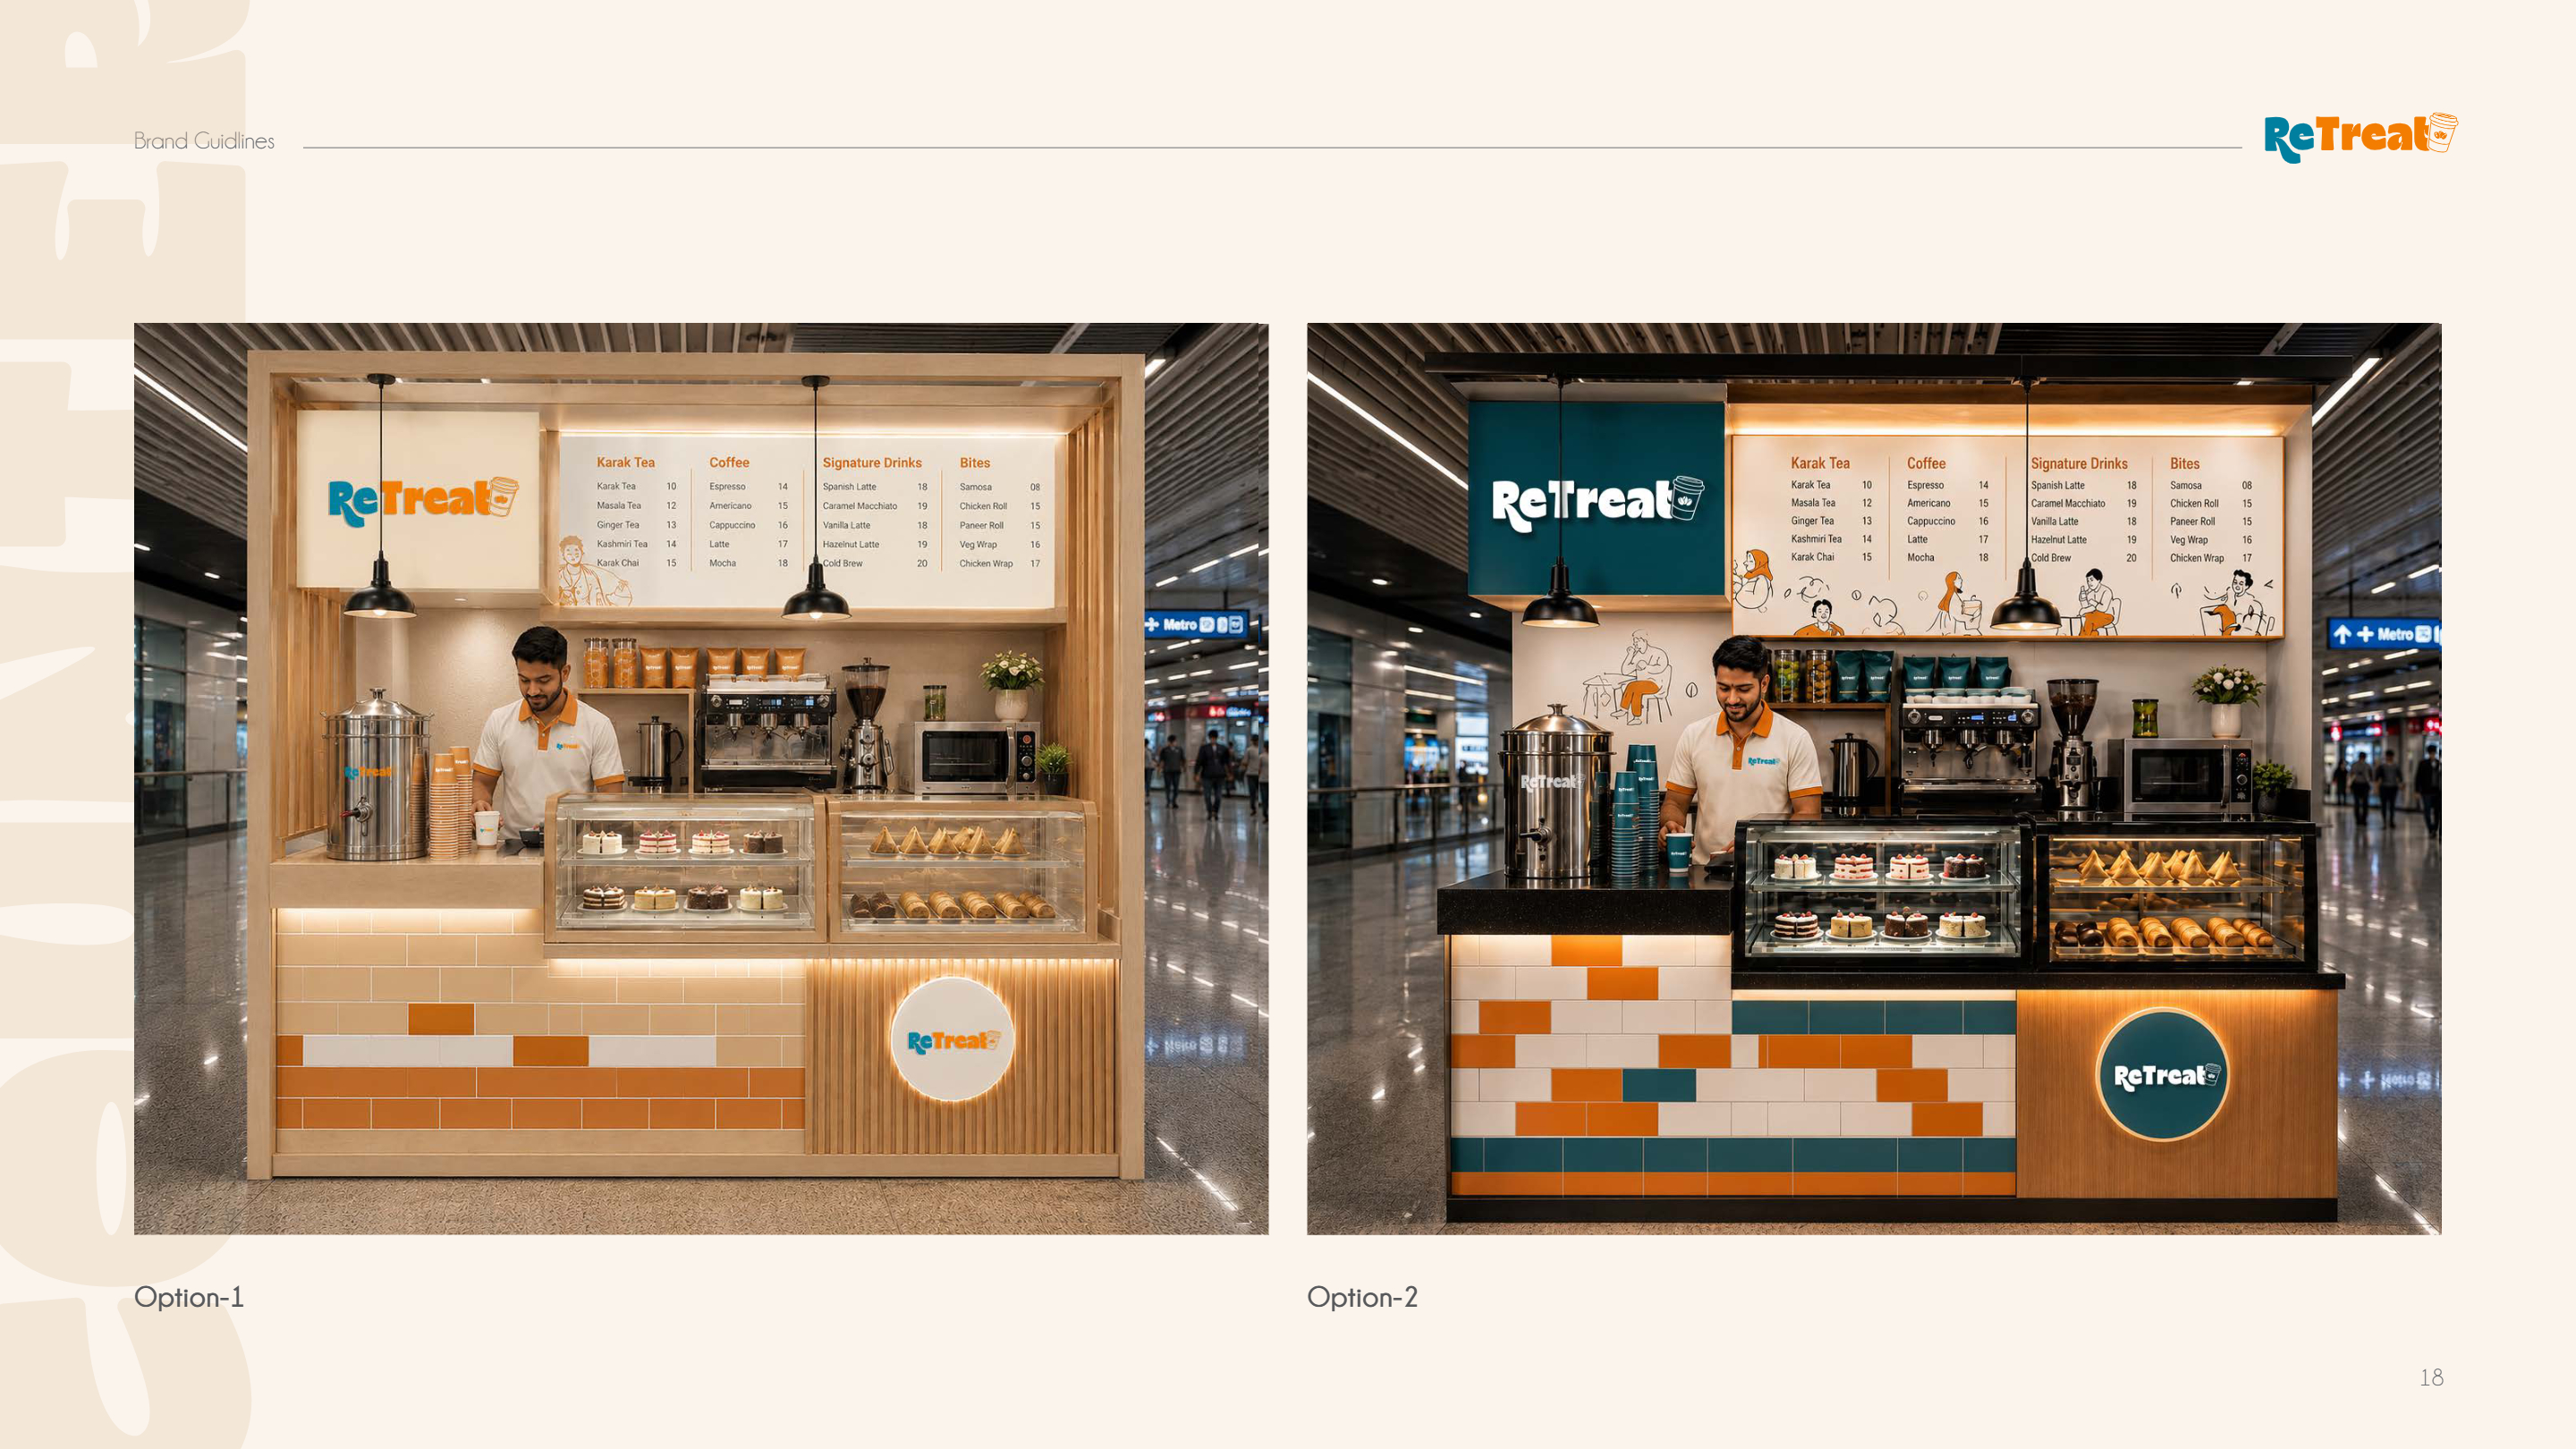 Brand Guidlines
ReTreat
ReTreat
Karak Tea
Karak Tea 10
Masala Tea 12
Ginger Tea 13
Kashmiri Tea 14
Karak Chai 15
Coffee
Espresso 14
Americano 15
Cappuccino 16
Latte 17
Mocha 18
Signature Drinks
Spanish Latte 18
Caramel Macchiato 19
Vanilla Latte 18
Hazelnut Latte 19
Cold Brew 20
Bites
Samosa 08
Chicken Roll 15
Paneer Roll 15
Veg Wrap 16
Chicken Wrap 17
Metro
ReTreat
ReTreat
ReTreat
Option-1
ReTreat
Karak Tea
Karak Tea 10
Masala Tea 12
Ginger Tea 13
Kashmiri Tea 14
Karak Chai 15
Coffee
Espresso 14
Americano 15
Cappuccino 16
Latte 17
Mocha 18
Signature Drinks
Spanish Latte 18
Caramel Macchiato 19
Vanilla Latte 18
Hazelnut Latte 19
Cold Brew 20
Bites
Samosa 08
Chicken Roll 15
Paneer Roll 15
Veg Wrap 16
Chicken Wrap 17
Metro
ReTreat
ReTreat
ReTreat
Option-2
18